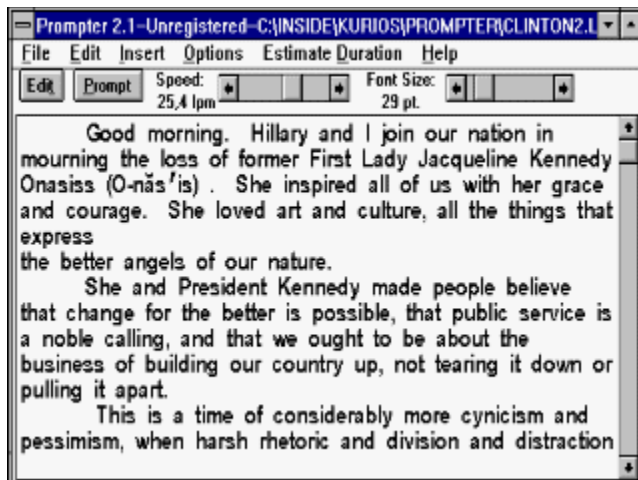 Prompter 2.1–Unregistered–C:\INSIDE\KURIOS\PROMPTER\CLINTON2.L
File Edit Insert Options Estimate Duration Help
Edit Prompt Speed: 25,4 lpm Font Size: 29 pt.
Good morning. Hillary and I join our nation in
mourning the loss of former First Lady Jacqueline Kennedy
Onasiss (O-năs′is) . She inspired all of us with her grace
and courage. She loved art and culture, all the things that
express
the better angels of our nature.
She and President Kennedy made people believe
that change for the better is possible, that public service is
a noble calling, and that we ought to be about the
business of building our country up, not tearing it down or
pulling it apart.
This is a time of considerably more cynicism and
pessimism, when harsh rhetoric and division and distraction